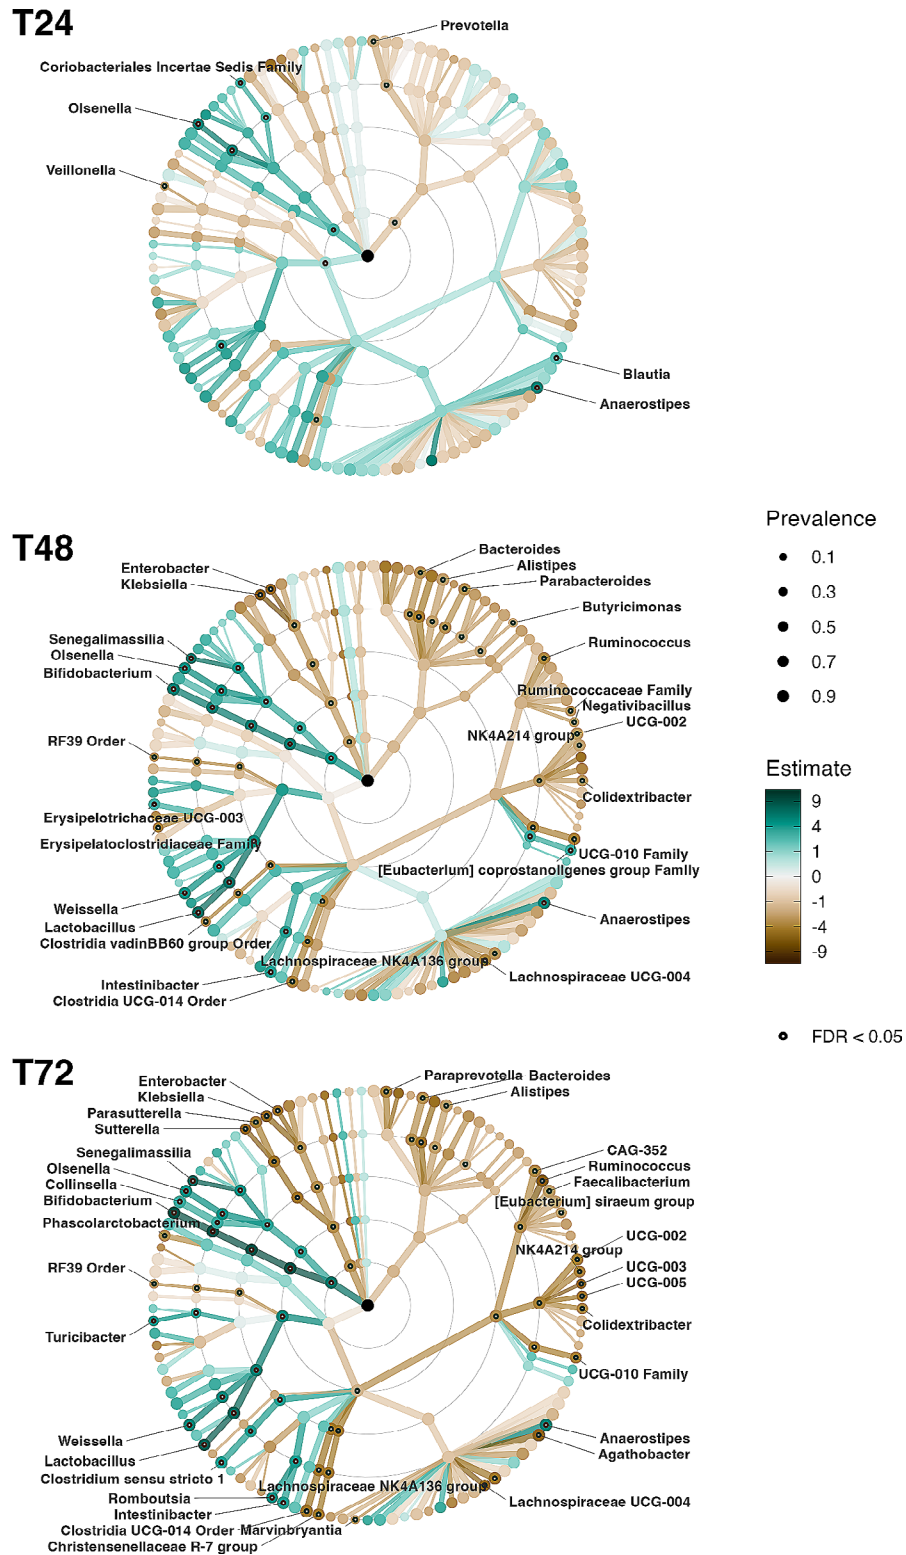 T24
Prevotella
Coriobacteriales Incertae Sedis Family
Olsenella
Veillonella
Blautia
Anaerostipes
T48
Enterobacter
Klebsiella
Bacteroides
Alistipes
Parabacteroides
Butyricimonas
Senegalimassilia
Olsenella
Bifidobacterium
Ruminococcus
Ruminococcaceae Family
Negativibacillus
UCG-002
NK4A214 group
RF39 Order
Colidextribacter
Erysipelotrichaceae UCG-003
Erysipelatoclostridiaceae Family
UCG-010 Family
[Eubacterium] coprostanoligenes group Family
Weissella
Lactobacillus
Anaerostipes
Clostridia vadinBB60 group Order
Lachnospiraceae NK4A136 group
Intestinibacter
Lachnospiraceae UCG-004
Clostridia UCG-014 Order
Prevalence
0.1
0.3
0.5
0.7
0.9
Estimate
9
4
1
0
-1
-4
-9
FDR < 0.05
T72
Enterobacter
Klebsiella
Parasutterella
Sutterella
Paraprevotella Bacteroides
Alistipes
Senegalimassilia
Olsenella
Collinsella
Bifidobacterium
Phascolarctobacterium
CAG-352
Ruminococcus
Faecalibacterium
[Eubacterium] siraeum group
UCG-002
NK4A214 group
RF39 Order
UCG-003
UCG-005
Turicibacter
Colidextribacter
UCG-010 Family
Weissella
Lactobacillus
Anaerostipes
Agathobacter
Clostridium sensu stricto 1
Lachnospiraceae NK4A136 group
Romboutsia
Intestinibacter
Lachnospiraceae UCG-004
Clostridia UCG-014 Order Marvinbryantia
Christensenellaceae R-7 group